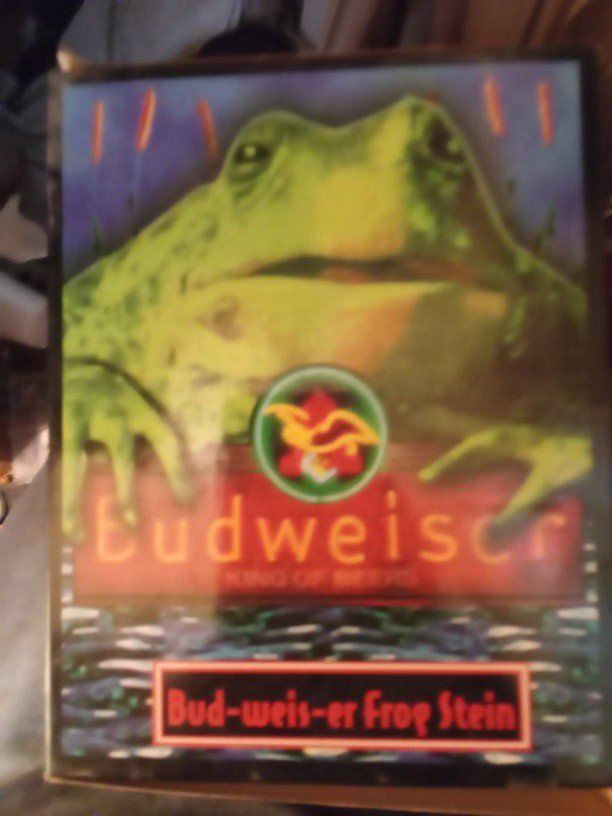 budweiser
KING OF BEERS
Bud-weis-er Frog Stein